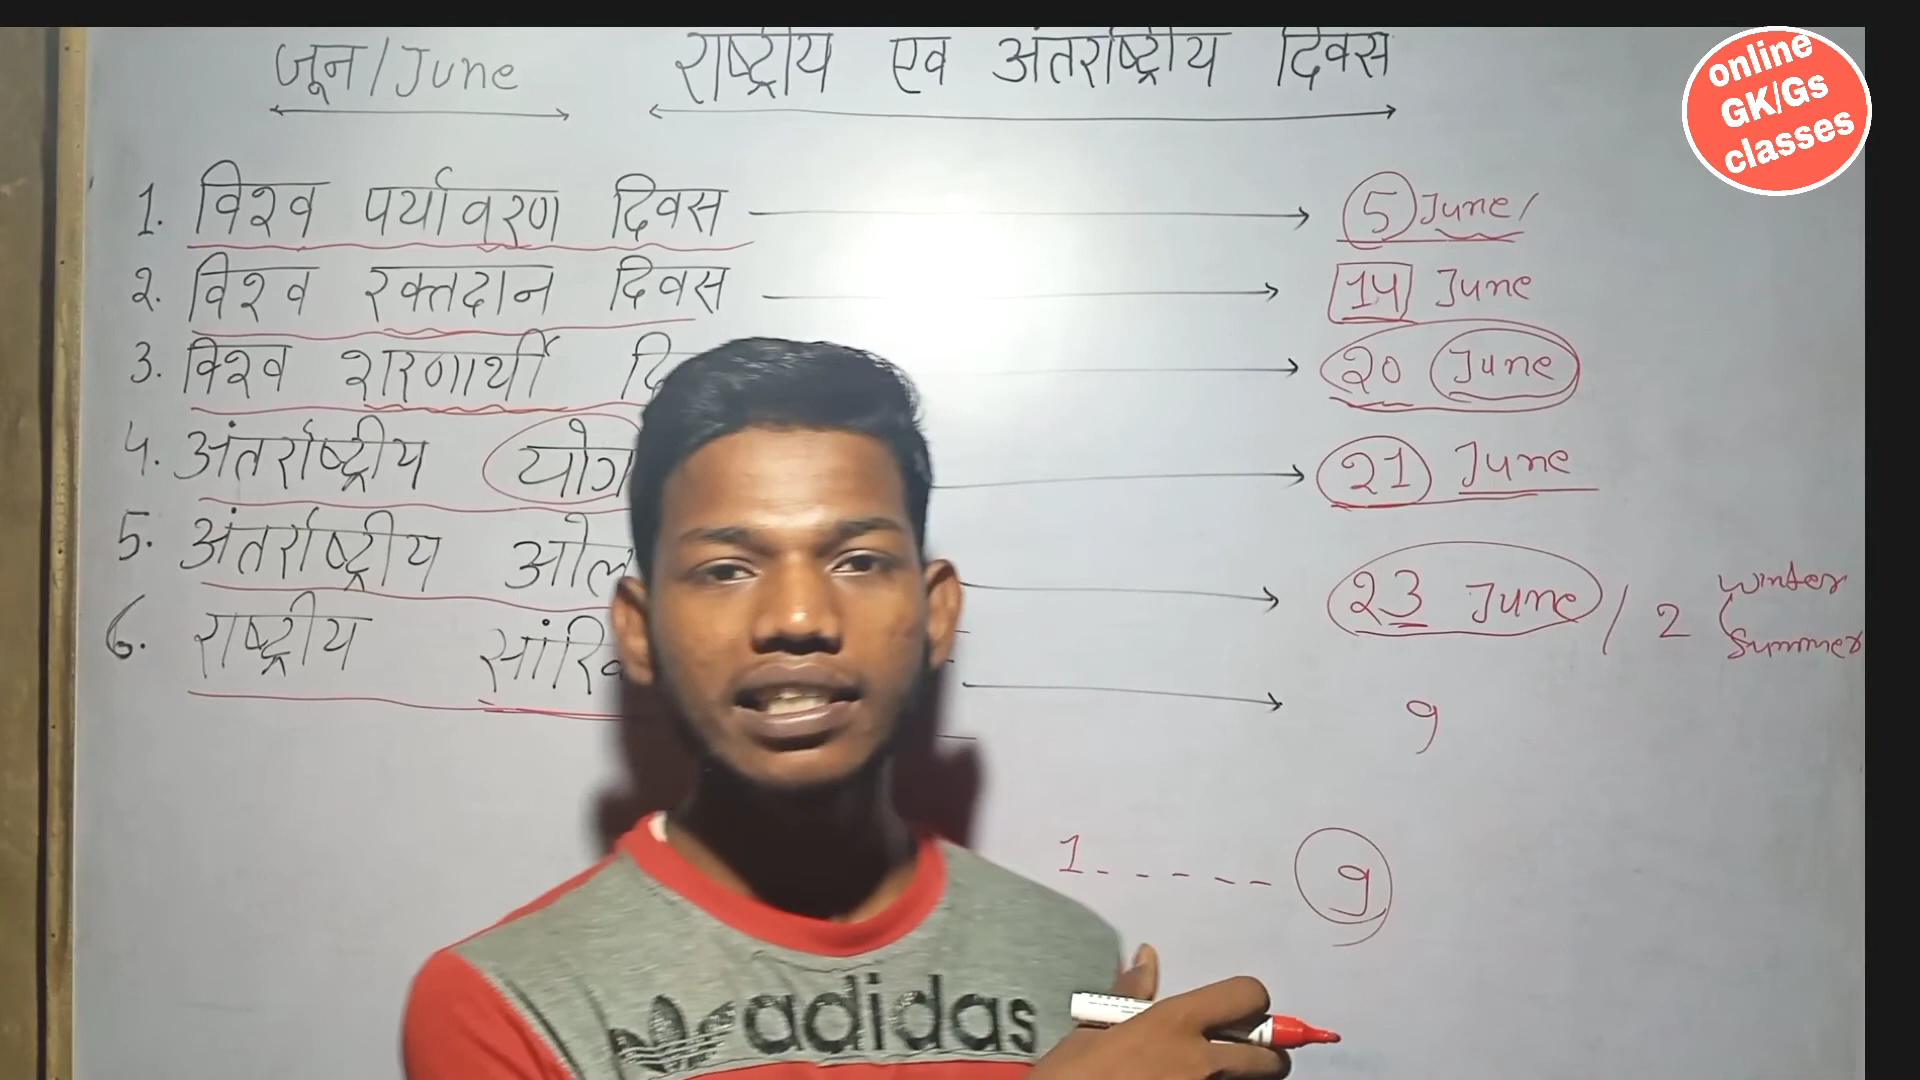 जून/June राष्ट्रीय एव अंतर्राष्ट्रीय दिवस
online
GK/Gs
classes
1. विश्व पर्यावरण दिवस 5 June/
2. विश्व रक्तदान दिवस 14 June
3. विश्व शरणार्थी 20 June
4. अंतर्राष्ट्रीय योग 21 June
5. अंतर्राष्ट्रीय 23 June / 2 winter
Summer
6. राष्ट्रीय 9
1 - - - - - 9
adidas